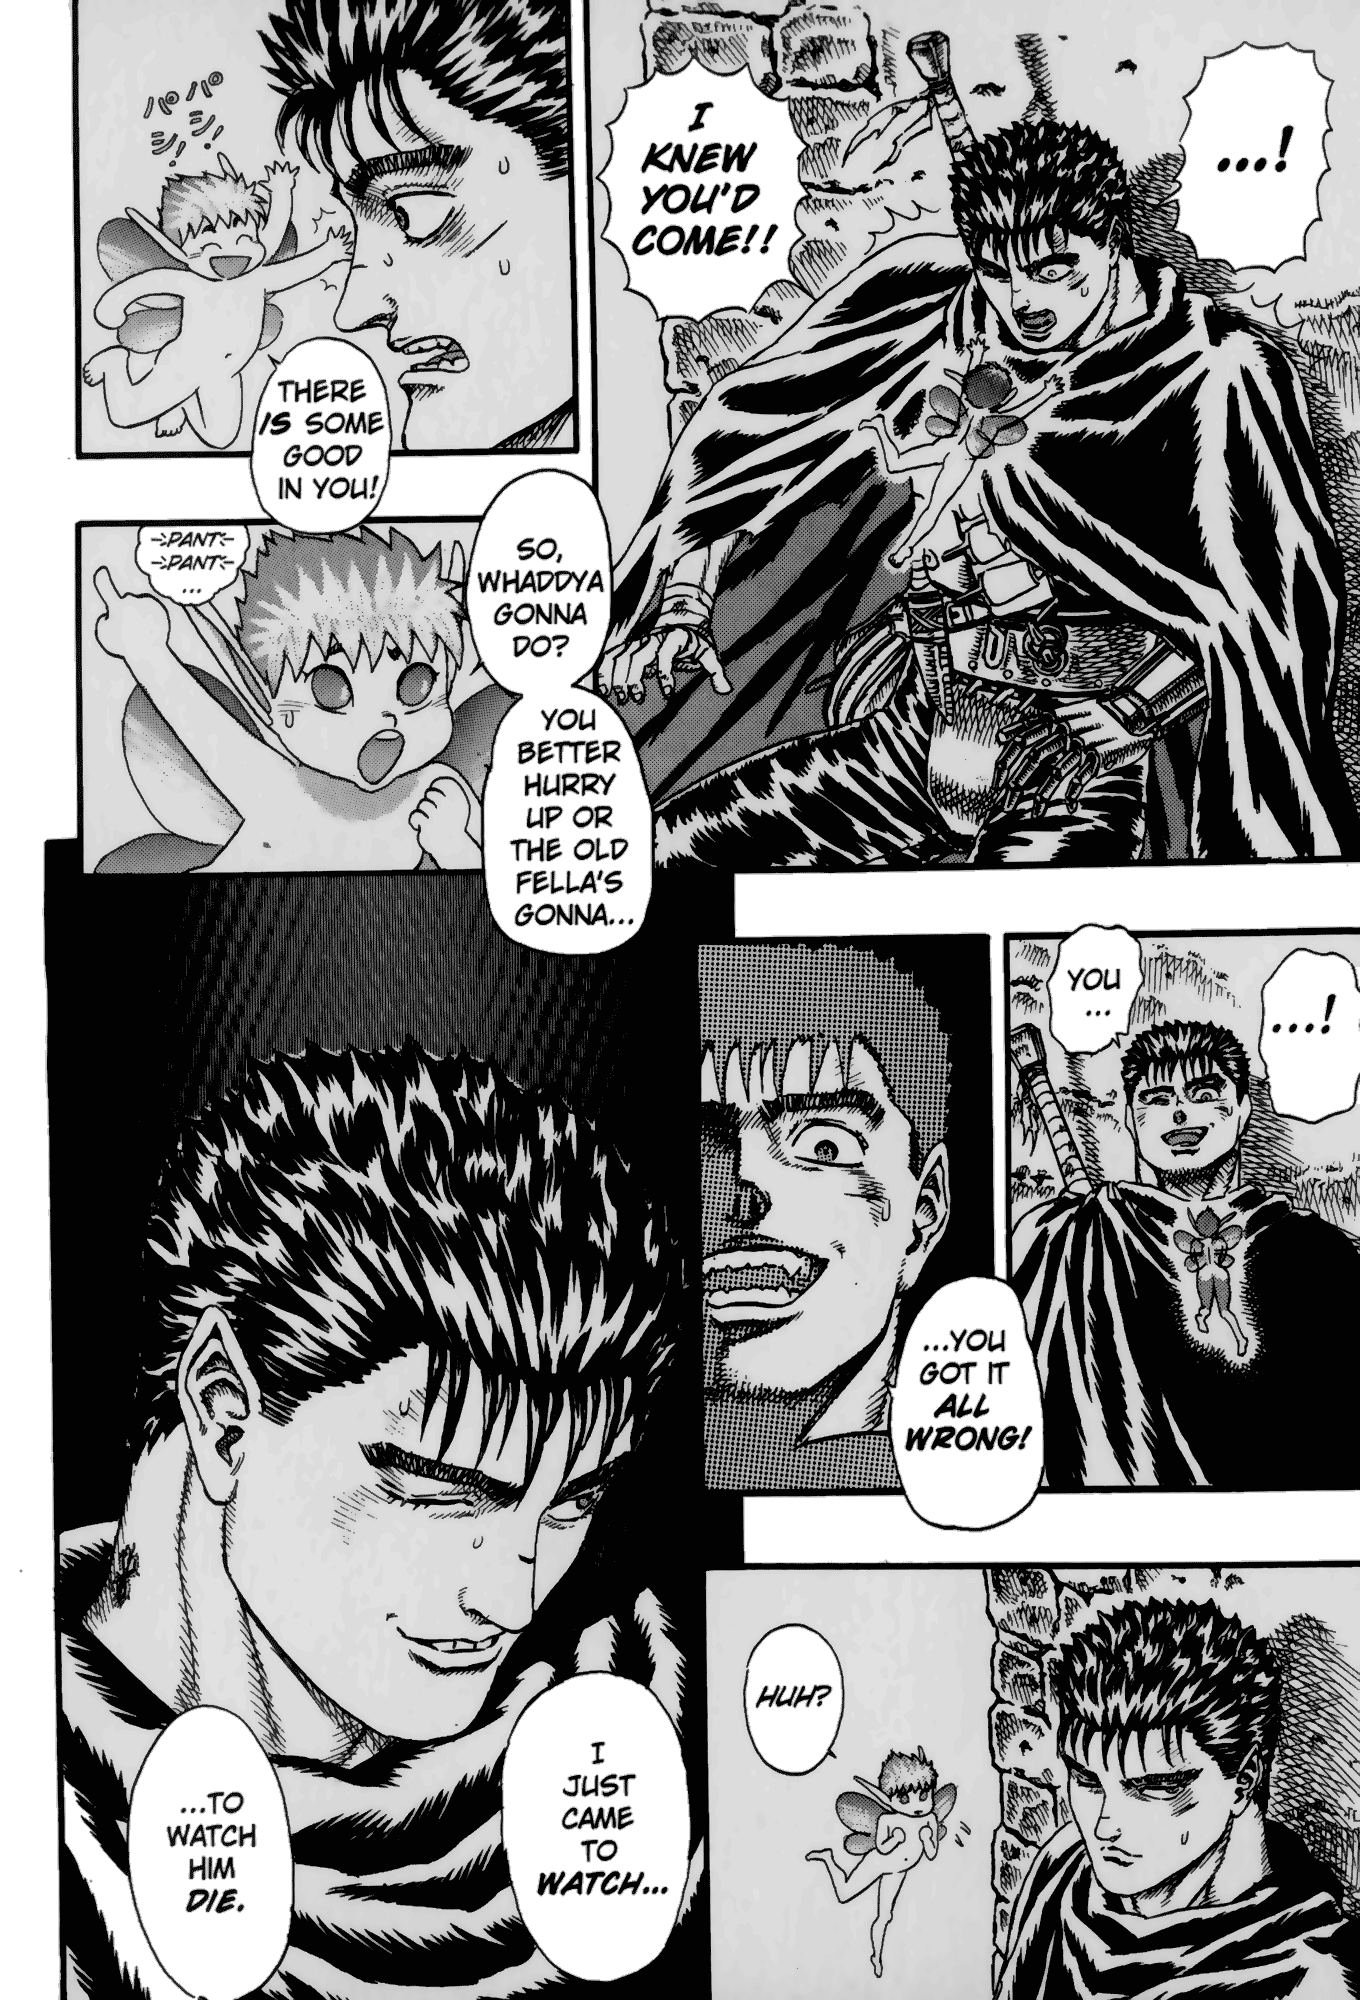 ...!
I
KNEW
YOU'D
COME!!
パシ!
パシ!
THERE
IS SOME
GOOD
IN YOU!
SO,
WHADDYA
GONNA
DO?
PANT
PANT
...
YOU
BETTER
HURRY
UP OR
THE OLD
FELLA'S
GONNA...
...!
YOU
...
...YOU
GOT IT
ALL
WRONG!
HUH?
I
JUST
CAME
TO
WATCH...
...TO
WATCH
HIM
DIE.